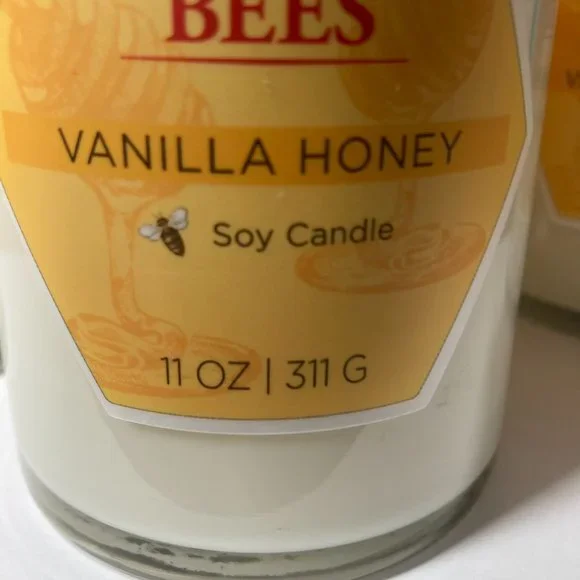 BEES
VANILLA HONEY
Soy Candle
11 OZ | 311 G